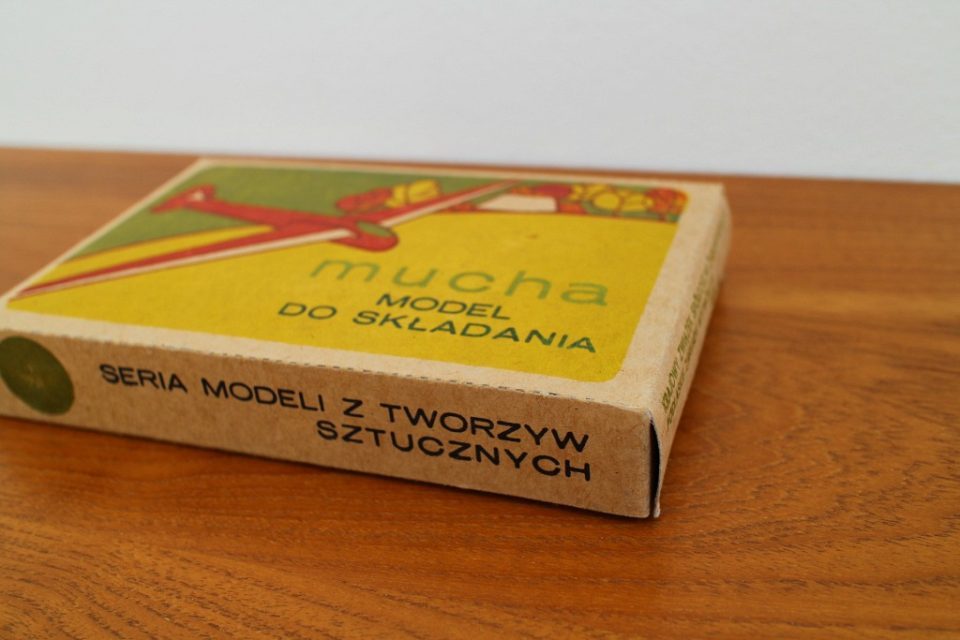 mucha
MODEL
DO SKŁADANIA
SERIA MODELI Z TWORZYW
SZTUCZNYCH